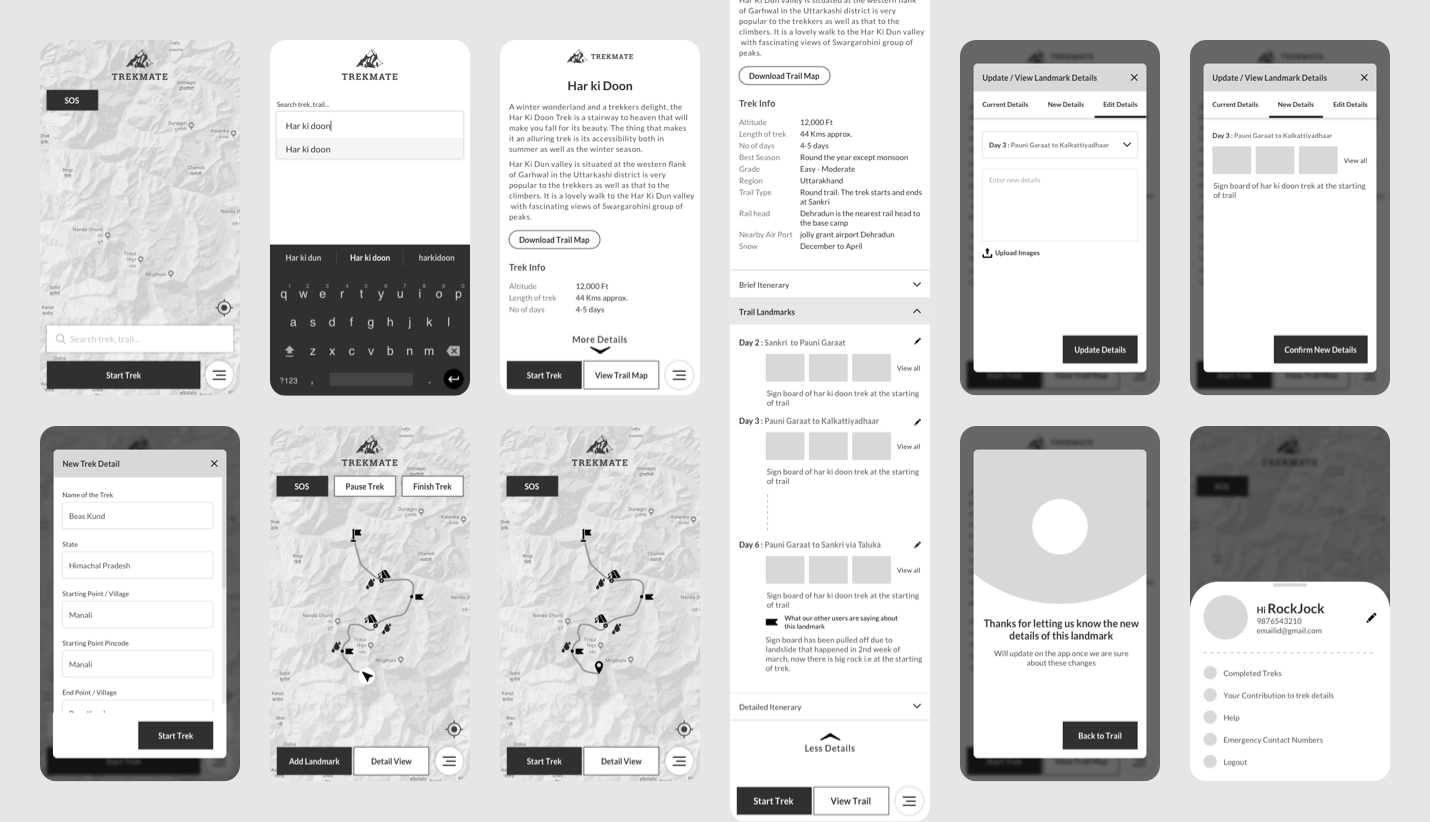 TREKMATE
SOS
Search trek, trail...
Start Trek
TREKMATE
Search trek, trail...
Har ki doon
Har ki doon
Har ki dun
Har ki doon
harkidoon
1 2 3 4 5 6 7 8 9 0
q w e r t y u i o p
a s d f g h j k l
z x c v b n m
?123 , .
TREKMATE
Har ki Doon
A winter wonderland and a trekkers delight, the
Har Ki Doon Trek is a stairway to heaven that will
make you fall for its beauty. The thing that makes
it an alluring trek is its accessibility both in
summer as well as the winter season.
Har Ki Dun valley is situated at the western flank
of Garhwal in the Uttarkashi district is very
popular to the trekkers as well as that to the
climbers. It is a lovely walk to the Har Ki Dun valley
with fascinating views of Swargarohini group of
peaks.
Download Trail Map
Trek Info
Altitude 12,000 Ft
Length of trek 44 Kms approx.
No of days 4-5 days
More Details
Start Trek
View Trail Map
Har Ki Dun valley is situated at the western flank
of Garhwal in the Uttarkashi district is very
popular to the trekkers as well as that to the
climbers. It is a lovely walk to the Har Ki Dun valley
with fascinating views of Swargarohini group of
peaks.
Download Trail Map
Trek Info
Altitude 12,000 Ft
Length of trek 44 Kms approx.
No of days 4-5 days
Best Season Round the year except monsoon
Grade Easy - Moderate
Region Uttarakhand
Trail Type Round trail. The trek starts and ends
at Sankri
Rail head Dehradun is the nearest rail head to
the base camp
Nearby Air Port jolly grant airport Dehradun
Snow December to April
Brief Itenerary
Trail Landmarks
Day 2 : Sankri to Pauni Garaat
View all
Sign board of har ki doon trek at the starting
of trail
Day 3 : Pauni Garaat to Kalkattiyadhaar
View all
Sign board of har ki doon trek at the starting
of trail
Day 6 : Pauni Garaat to Sankri via Taluka
View all
Sign board of har ki doon trek at the starting
of trail
What our other users are saying about
this landmark
Sign board has been pulled off due to
landslide that happened in 2nd week of
march, now there is big rock i.e at the starting
of trek.
Detailed Itenerary
Less Details
Start Trek
View Trail
Update / View Landmark Details
Current Details
New Details
Edit Details
Day 3 : Pauni Garaat to Kalkattiyadhaar
Enter new details
Upload Images
Update Details
Update / View Landmark Details
Current Details
New Details
Edit Details
Day 3 : Pauni Garaat to Kalkattiyadhaar
View all
Sign board of har ki doon trek at the starting
of trail
Confirm New Details
New Trek Detail
Name of the Trek
Beas Kund
State
Himachal Pradesh
Starting Point / Village
Manali
Starting Point Pincode
Manali
End Point / Village
Start Trek
TREKMATE
SOS
Pause Trek
Finish Trek
Add Landmark
Detail View
TREKMATE
SOS
Start Trek
Detail View
Thanks for letting us know the new
details of this landmark
Will update on the app once we are sure
about these changes
Back to Trail
TREKMATE
SOS
Hi RockJock
9876543210
emailid@gmail.com
Completed Treks
Your Contribution to trek details
Help
Emergency Contact Numbers
Logout